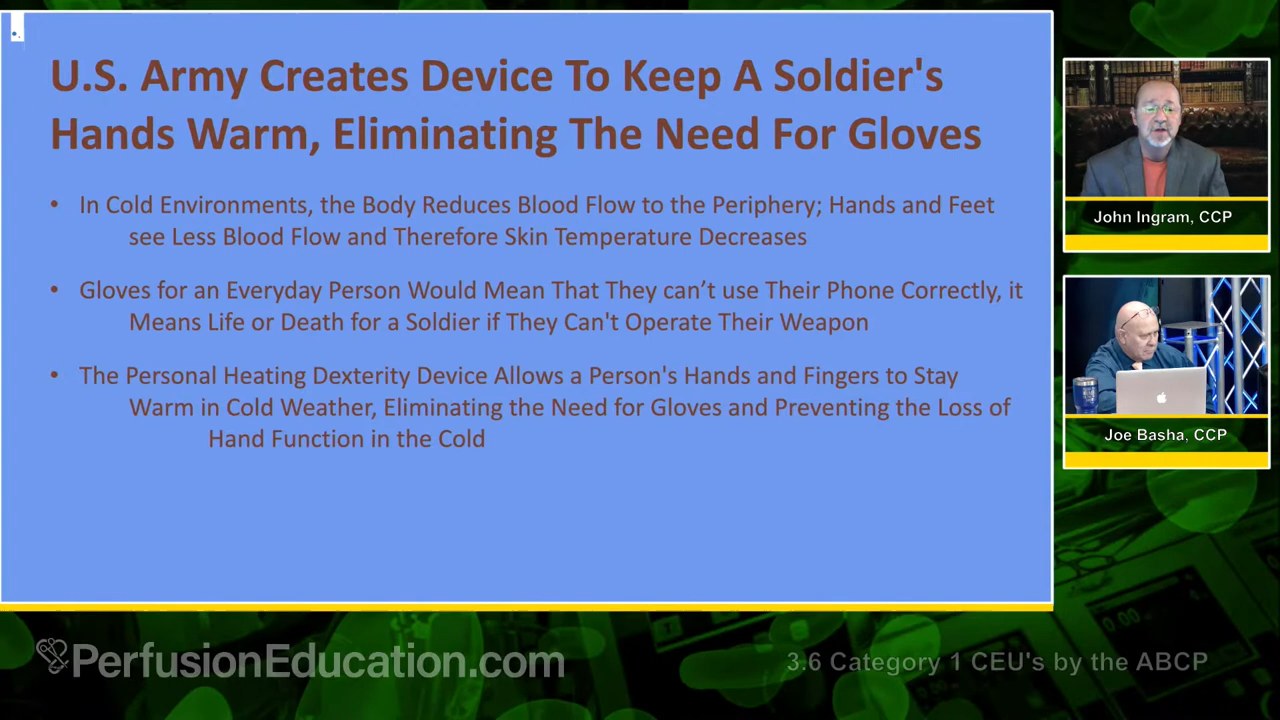 U.S. Army Creates Device To Keep A Soldier's
Hands Warm, Eliminating The Need For Gloves
• In Cold Environments, the Body Reduces Blood Flow to the Periphery; Hands and Feet
see Less Blood Flow and Therefore Skin Temperature Decreases
• Gloves for an Everyday Person Would Mean That They can’t use Their Phone Correctly, it
Means Life or Death for a Soldier if They Can't Operate Their Weapon
• The Personal Heating Dexterity Device Allows a Person's Hands and Fingers to Stay
Warm in Cold Weather, Eliminating the Need for Gloves and Preventing the Loss of
Hand Function in the Cold
John Ingram, CCP
Joe Basha, CCP
PerfusionEducation.com
3.6 Category 1 CEU's by the ABCP
0.00